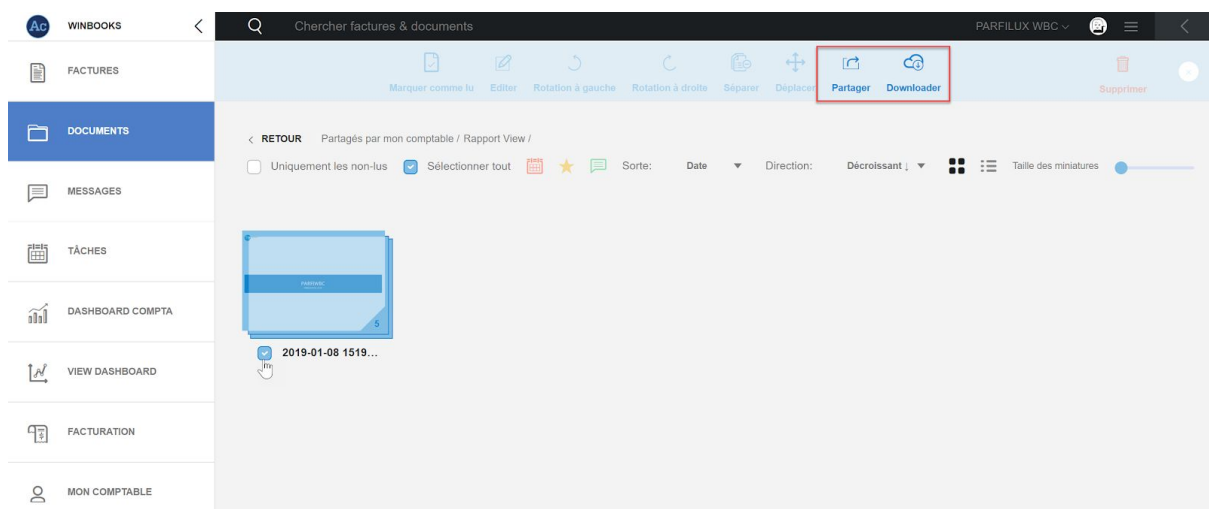 Ac WINBOOKS
Chercher factures & documents
PARFILUX WBC
FACTURES
Marquer comme lu Editer Rotation à gauche Rotation à droite Séparer Déplacer Partager Downloader Supprimer
DOCUMENTS
RETOUR Partagés par mon comptable / Rapport View /
Uniquement les non-lus Sélectionner tout Sorte: Date Direction: Décroissant ↓ Taille des miniatures
MESSAGES
TÂCHES
5
2019-01-08 1519...
DASHBOARD COMPTA
VIEW DASHBOARD
FACTURATION
MON COMPTABLE